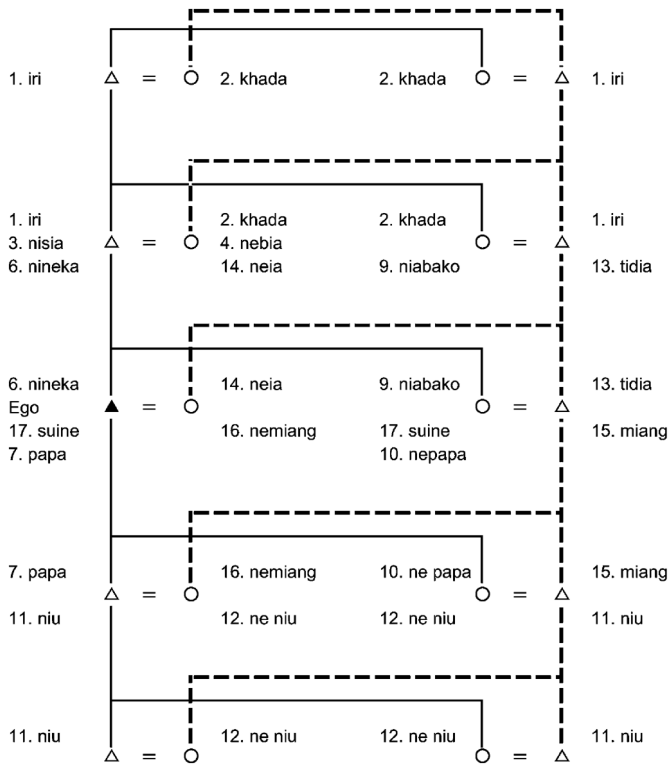 1. iri = 2. khada 2. khada = 1. iri
1. iri 2. khada 2. khada 1. iri
3. nisia = 4. nebia =
6. nineka 14. neia 9. niabako 13. tidia
6. nineka 14. neia 9. niabako 13. tidia
Ego = =
17. suine 16. nemiang 17. suine 15. miang
7. papa 10. nepapa
7. papa 16. nemiang 10. ne papa 15. miang
= =
11. niu 12. ne niu 12. ne niu 11. niu
11. niu 12. ne niu 12. ne niu 11. niu
= =